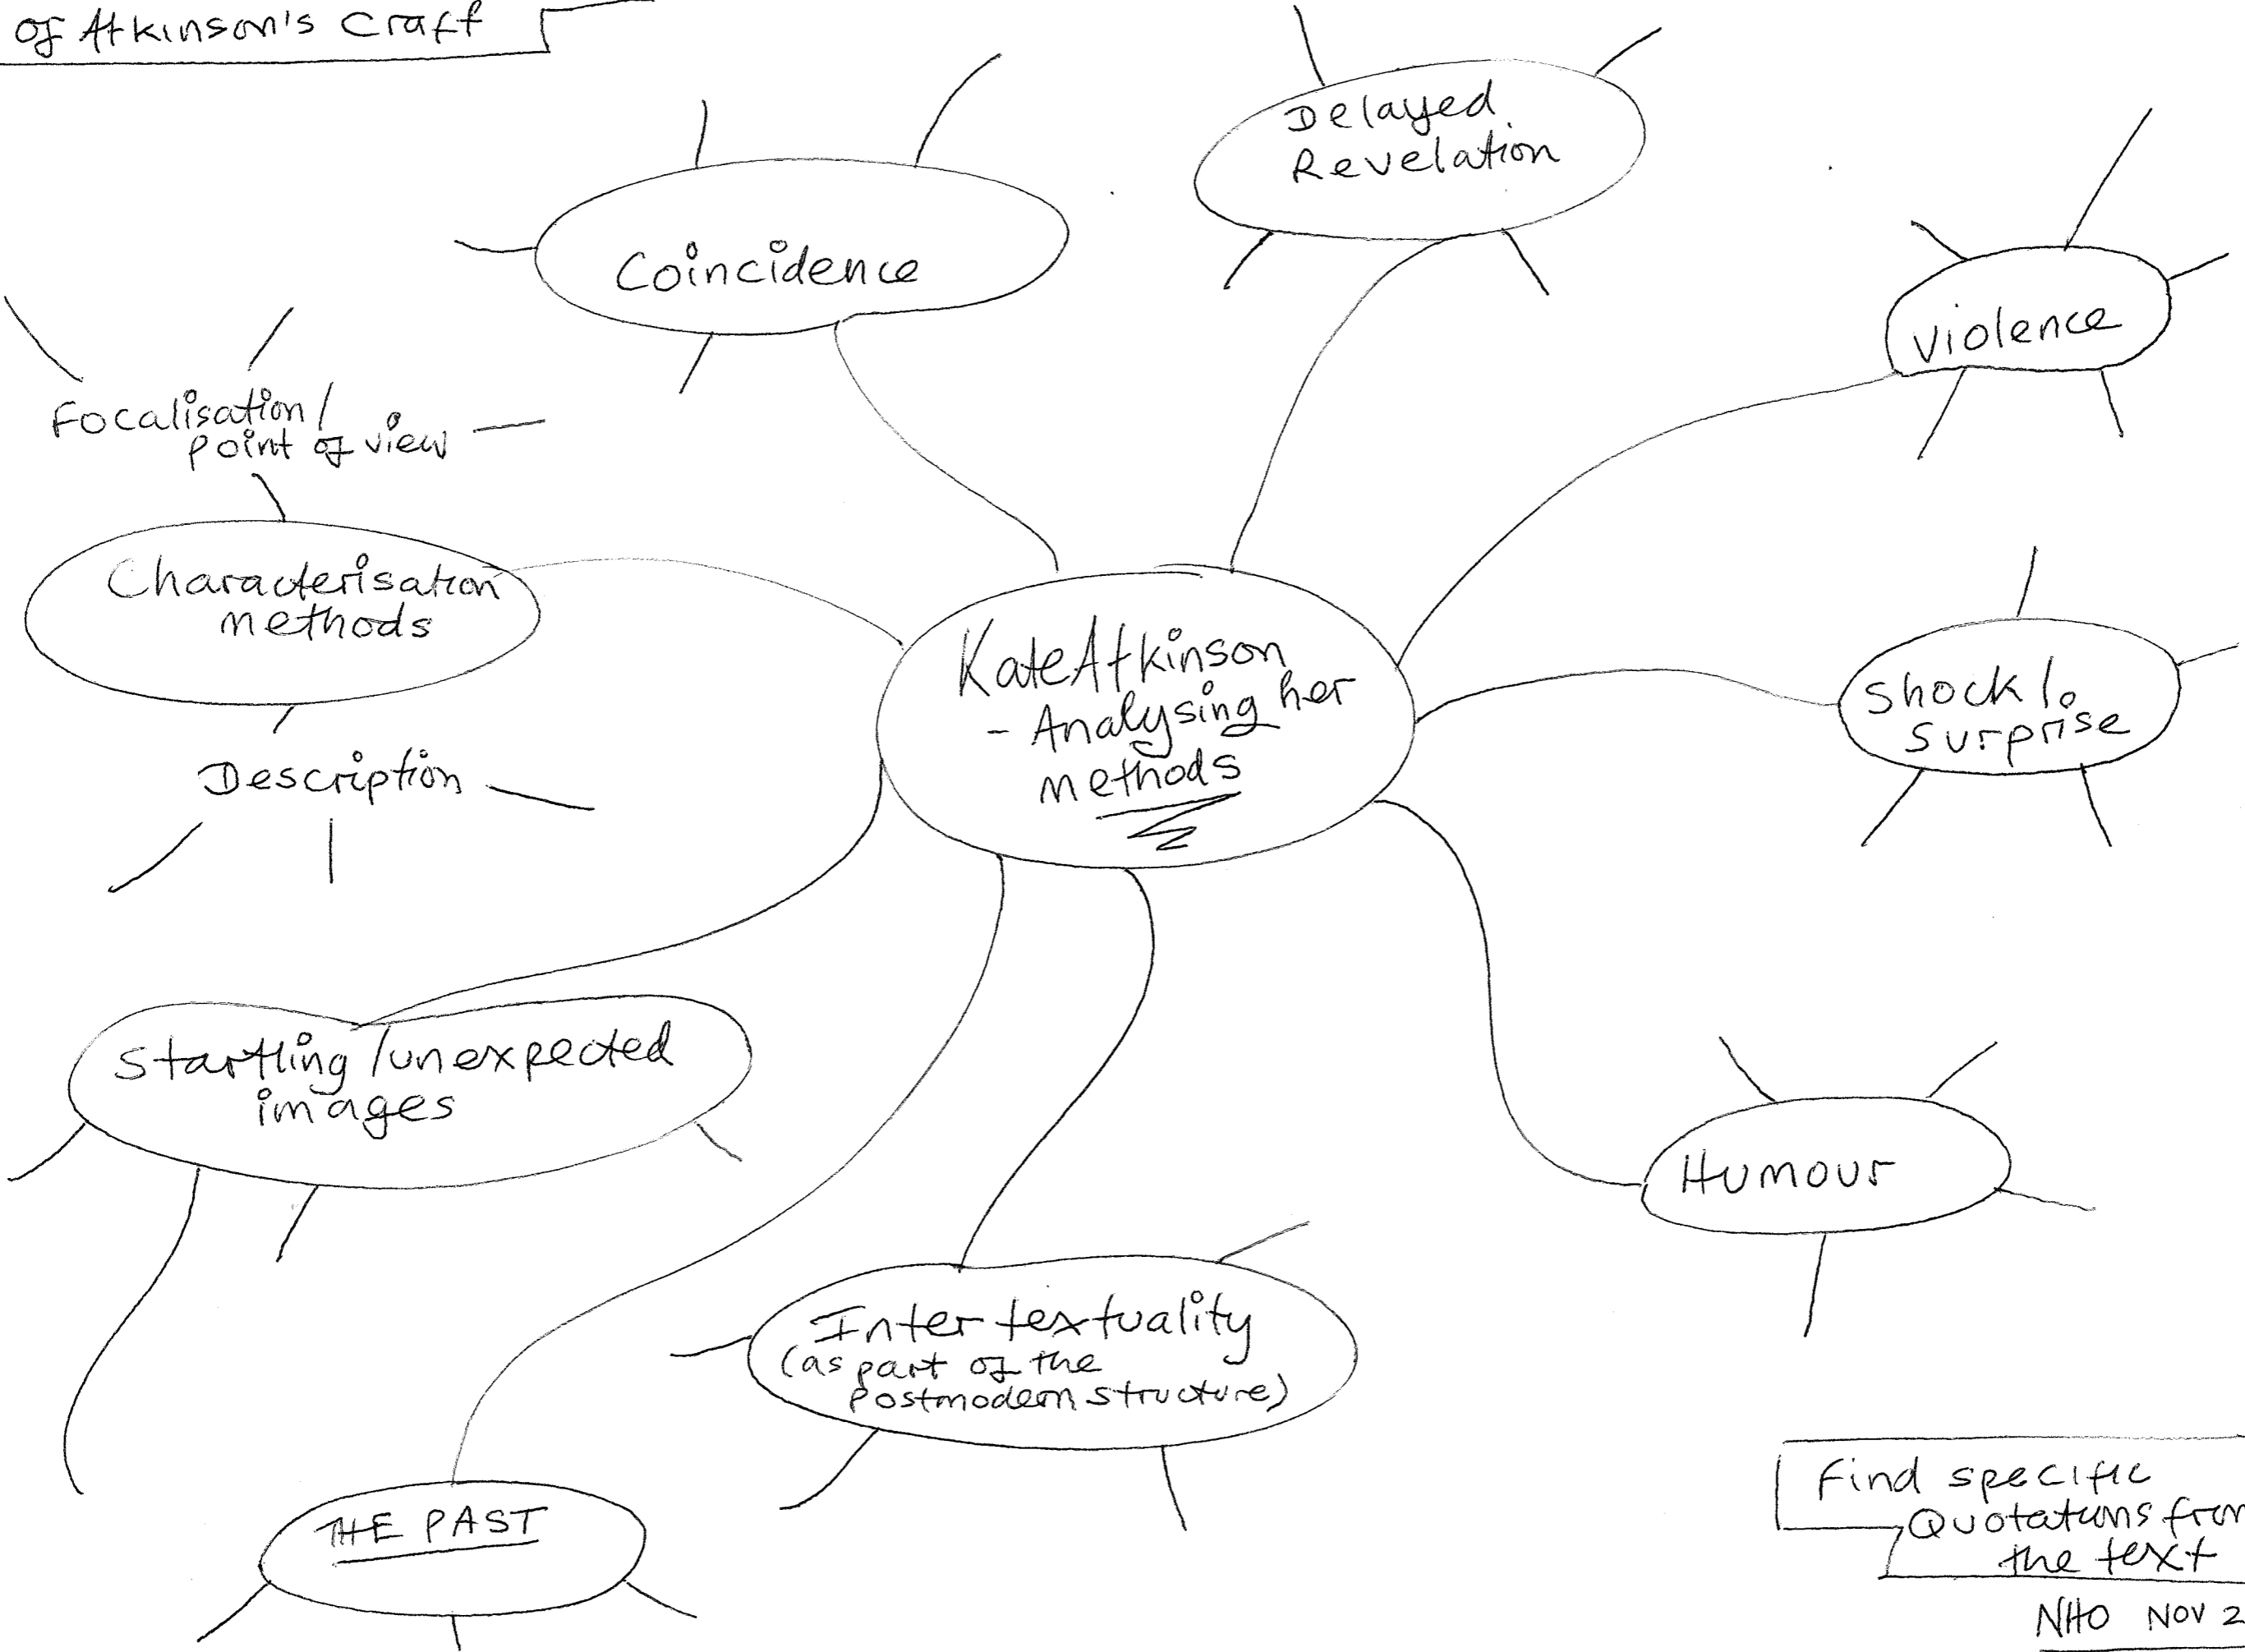 of Atkinson's Craft
Delayed
Revelation
Coincidence
Violence
Focalisation/
point of view
Characterisation
methods
Kate Atkinson
- Analysing her
methods
Shock/
surprise
Description
Startling/unexpected
images
Humour
Intertextuality
(as part of the
postmodern structure)
THE PAST
Find specific
Quotations from
the text
NHO NOV 2